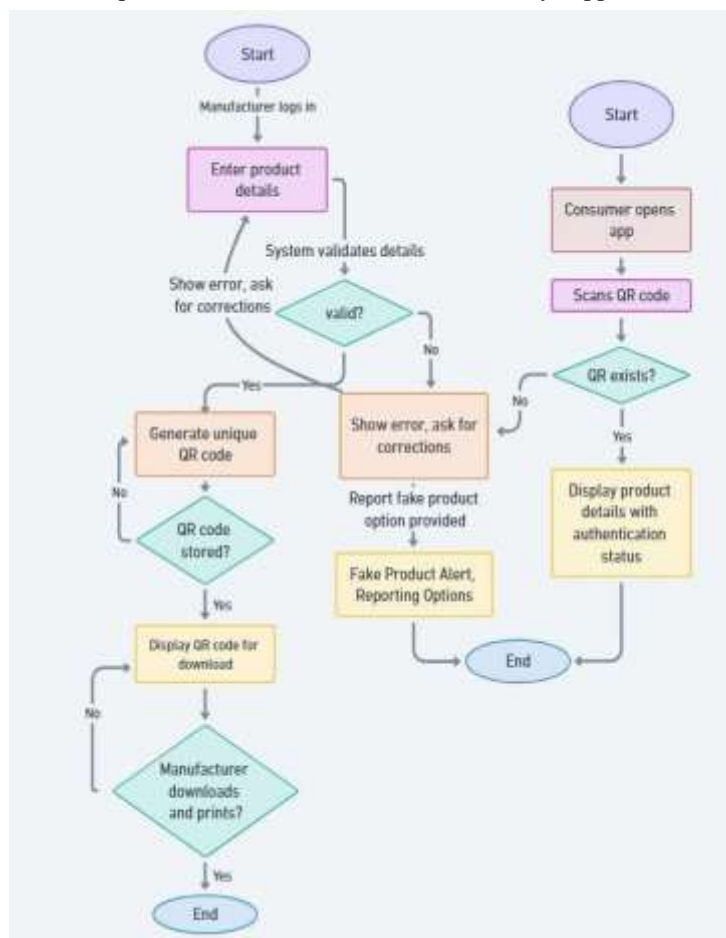 Start
Manufacturer logs in
Enter product
details
System validates details
Show error, ask
for corrections
valid?
No
Yes
Generate unique
QR code
No
QR code
stored?
Yes
Display QR code for
download
No
Manufacturer
downloads
and prints?
Yes
End
Show error, ask for
corrections
Report fake product
option provided
Fake Product Alert,
Reporting Options
Start
Consumer opens
app
Scans QR code
QR exists?
No
Yes
Display product
details with
authentication
status
End